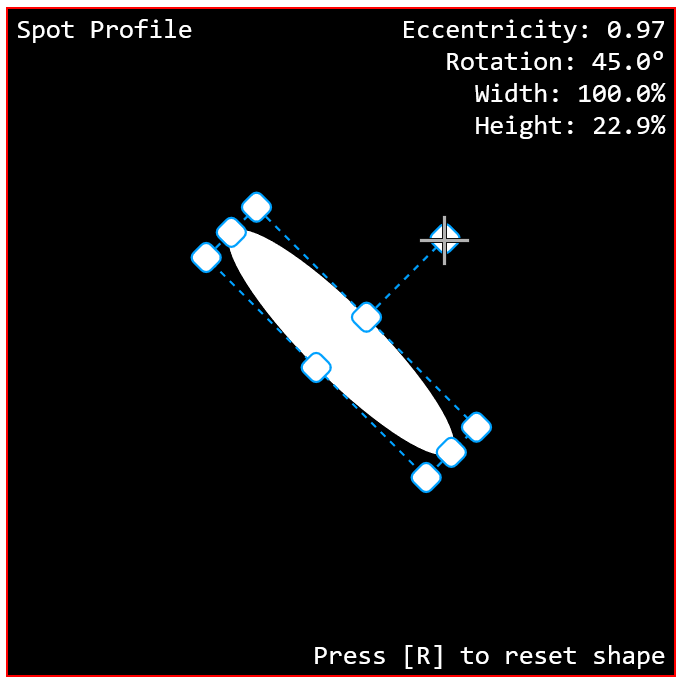 Spot Profile
Eccentricity: 0.97
Rotation: 45.0°
Width: 100.0%
Height: 22.9%
Press [R] to reset shape